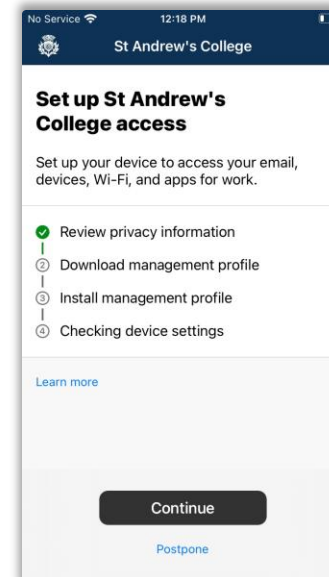 No Service 12:18 PM
St Andrew's College
Set up St Andrew's
College access
Set up your device to access your email,
devices, Wi-Fi, and apps for work.
Review privacy information
2 Download management profile
3 Install management profile
4 Checking device settings
Learn more
Continue
Postpone